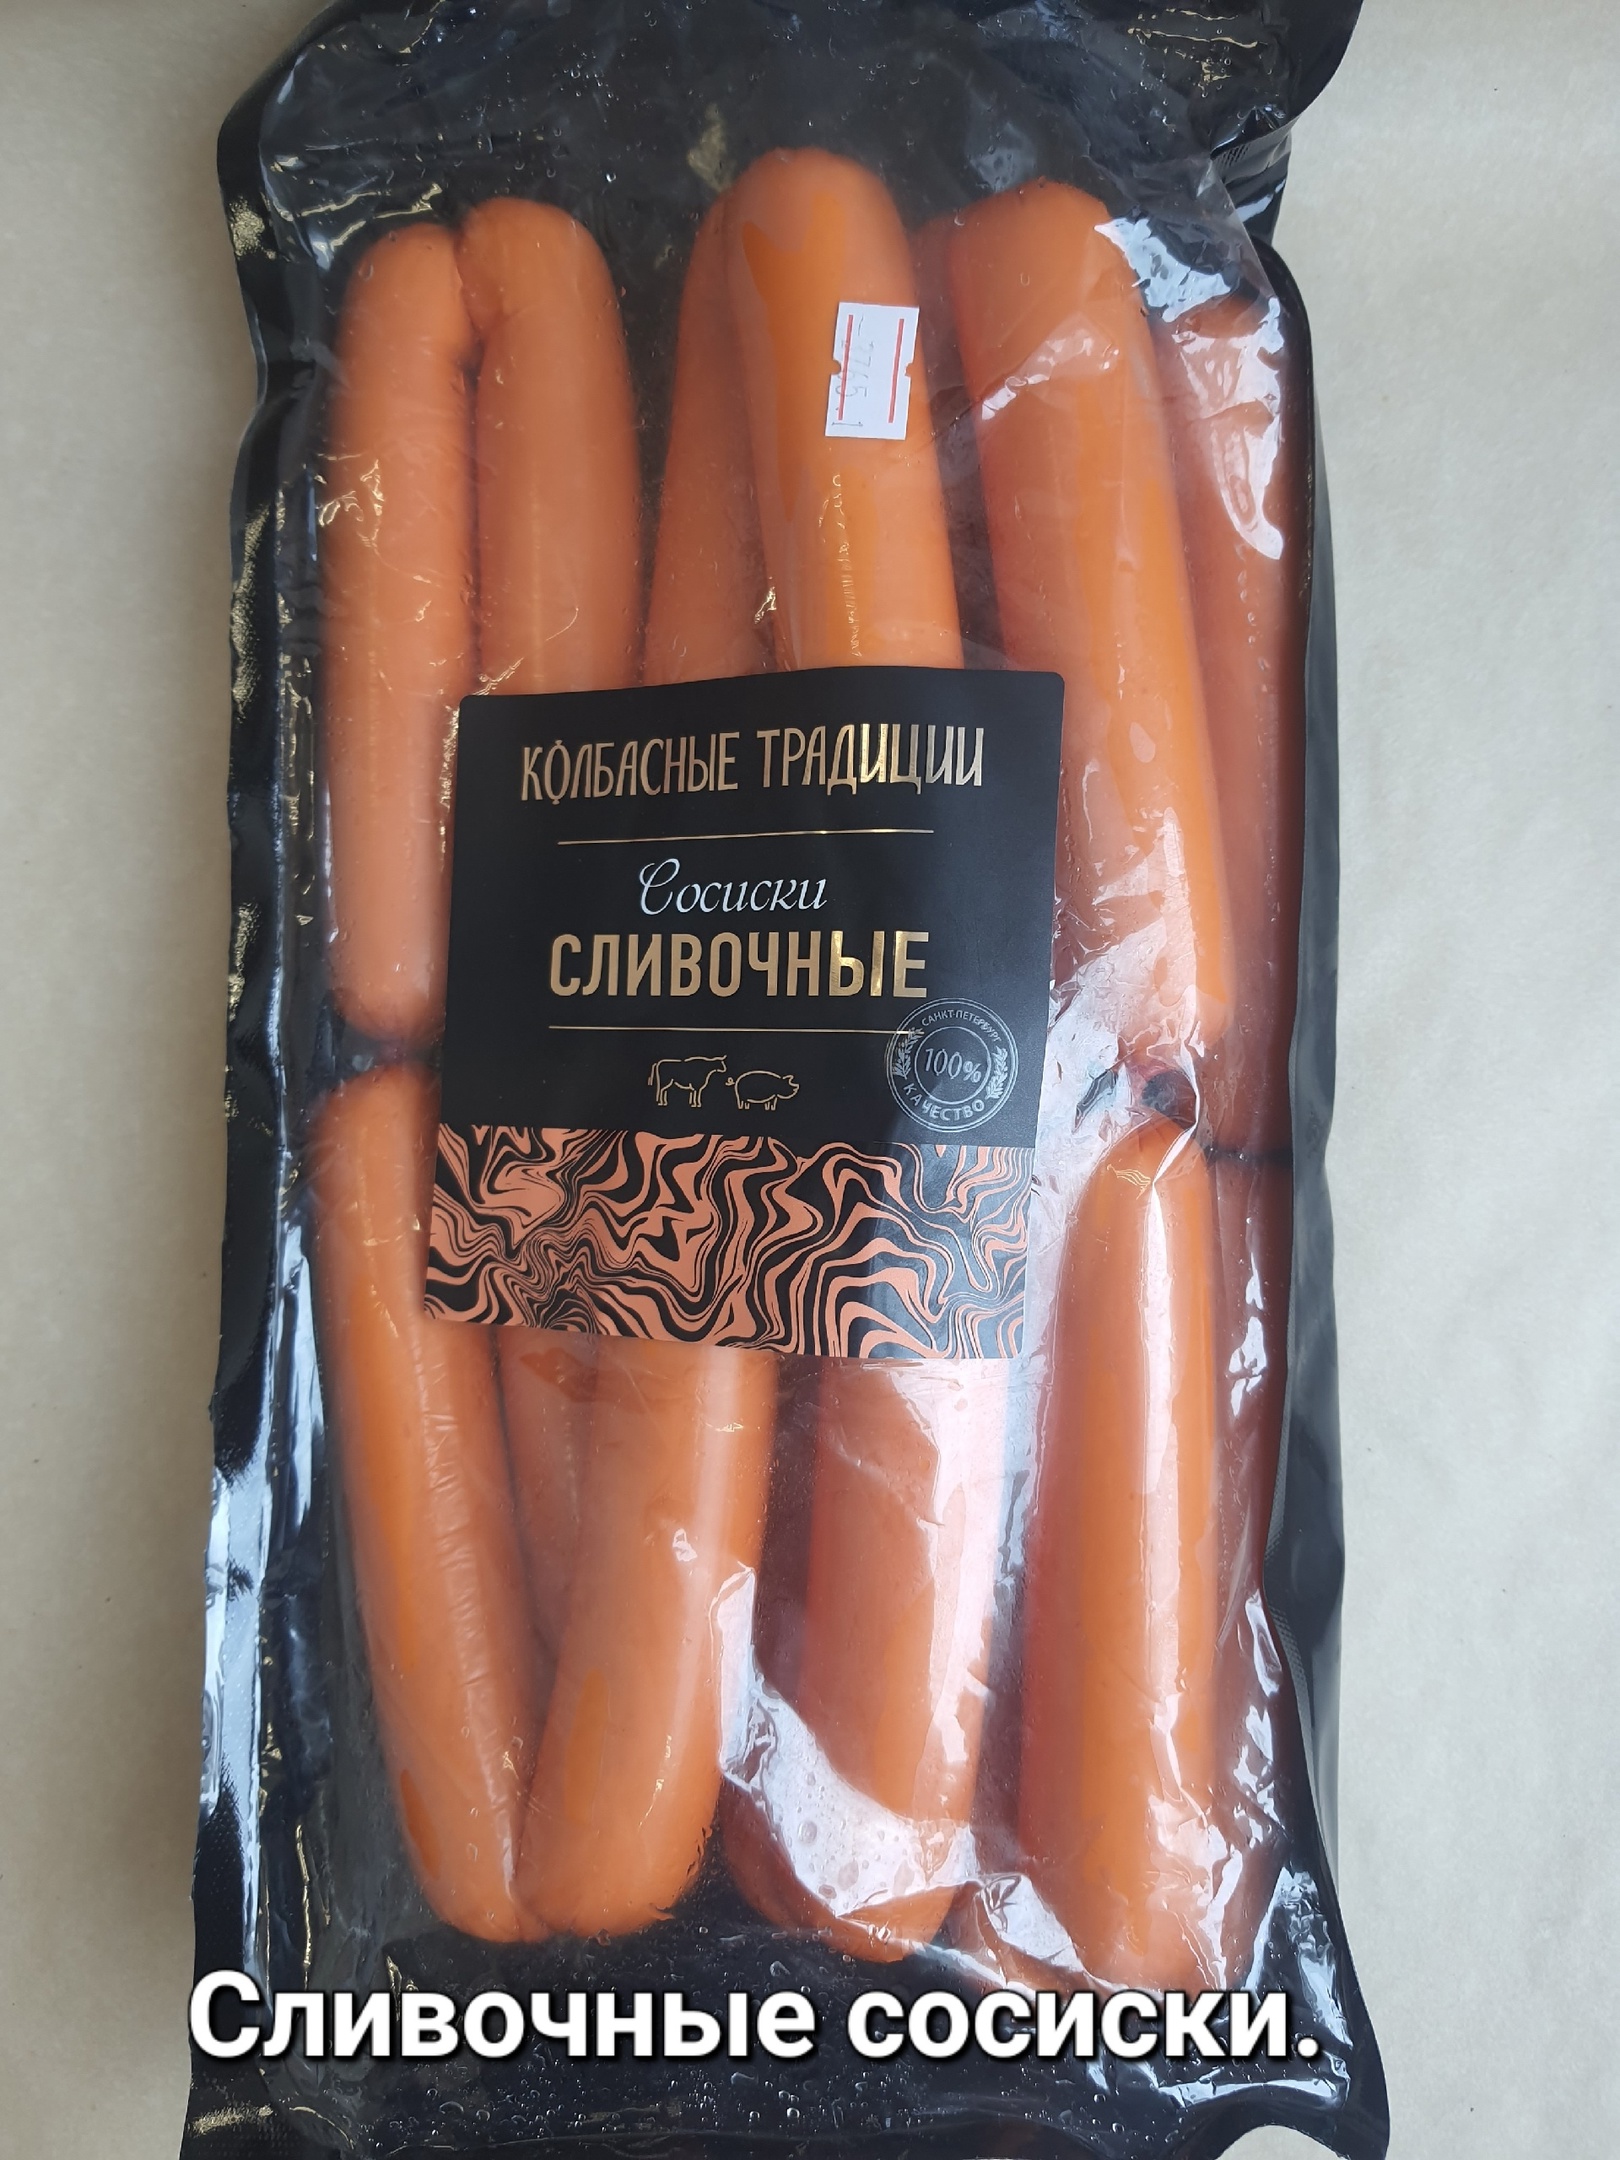 КОЛБАСНЫЕ ТРАДИЦИИ
Сосиски
СЛИВОЧНЫЕ
САНКТ-ПЕТЕРБУРГ
100%
КАЧЕСТВО
Сливочные сосиски.